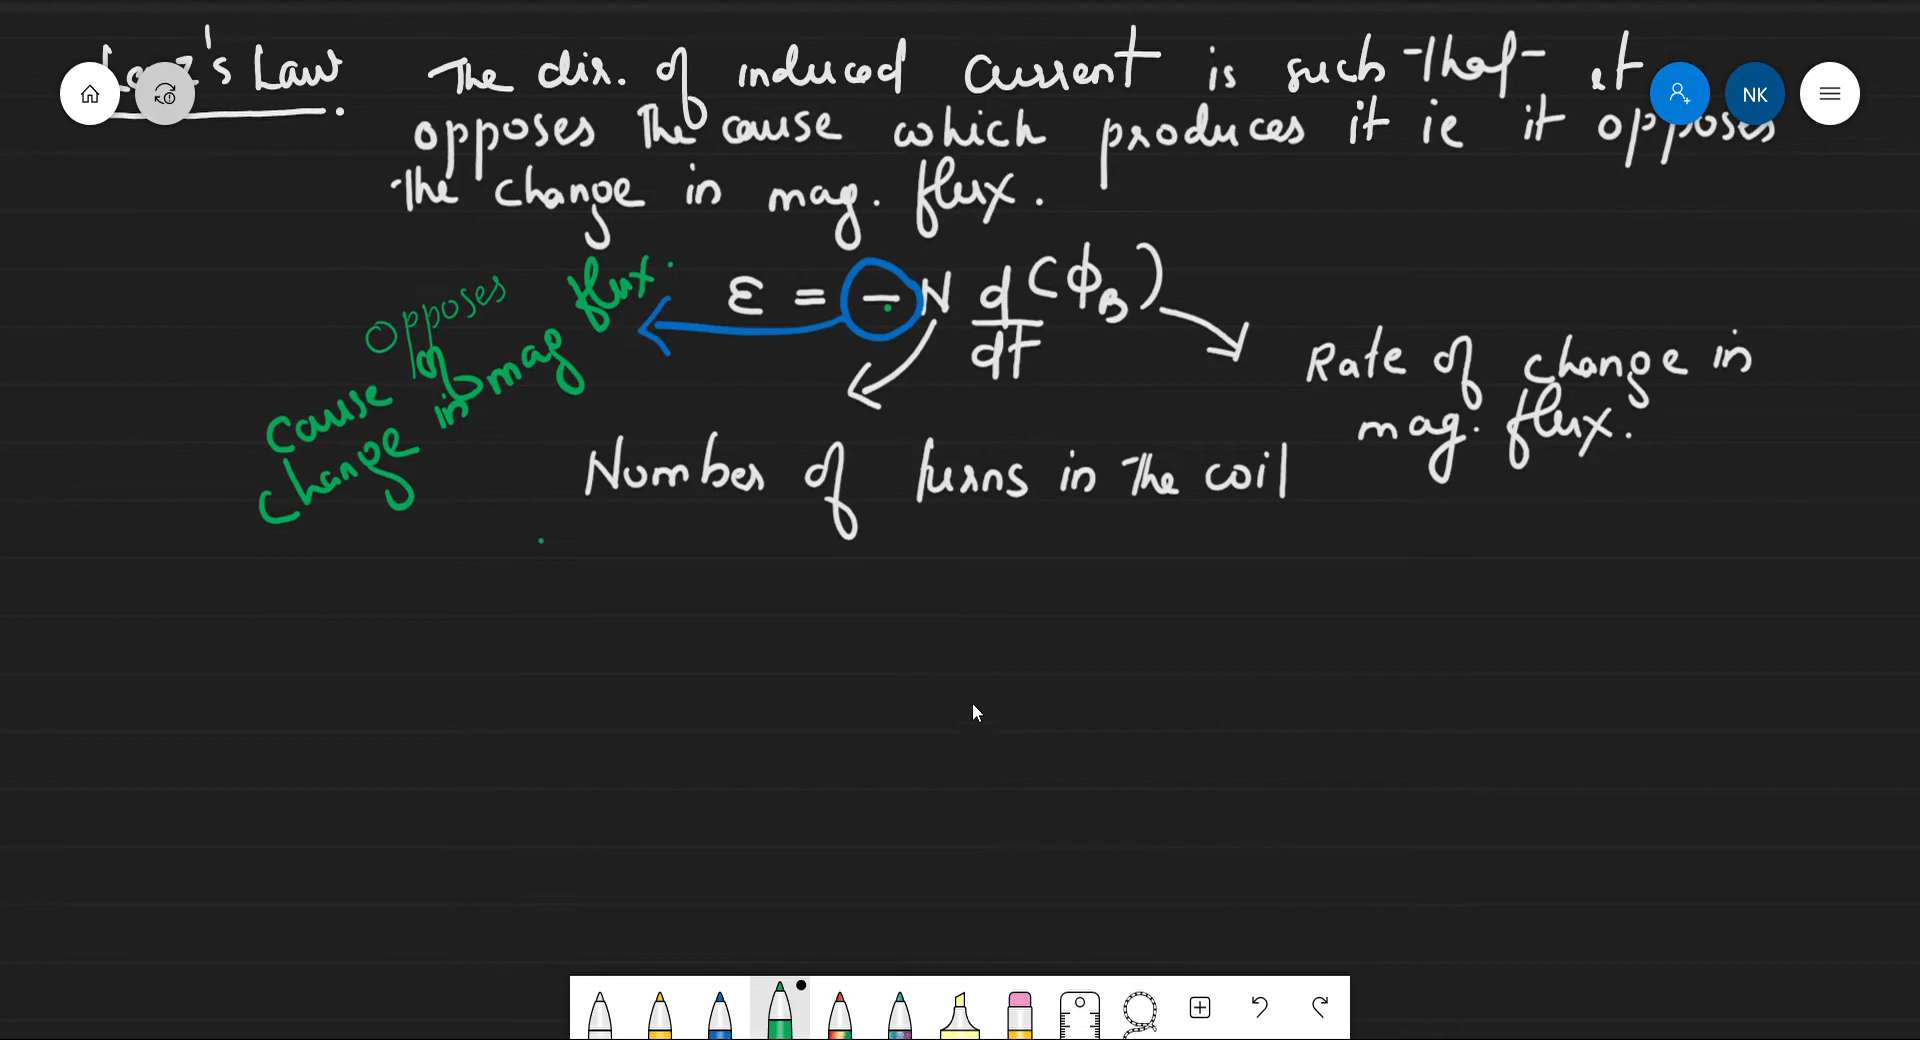 Lenz's Law The dir. of induced current is such that it
opposes the cause which produces it ie it opposes
the change in mag. flux.
ε = - N d(ϕB)
dt
opposes
cause of
change in mag flux.
Rate of change in
mag. flux.
Number of turns in the coil
NK